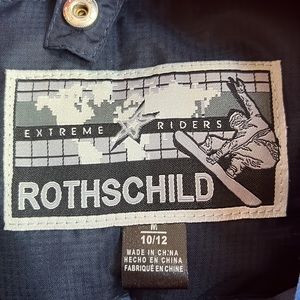 EXTREME RIDERS
ROTHSCHILD
M
10/12
MADE IN CHINA
HECHO EN CHINA
FABRIQUÉ EN CHINE